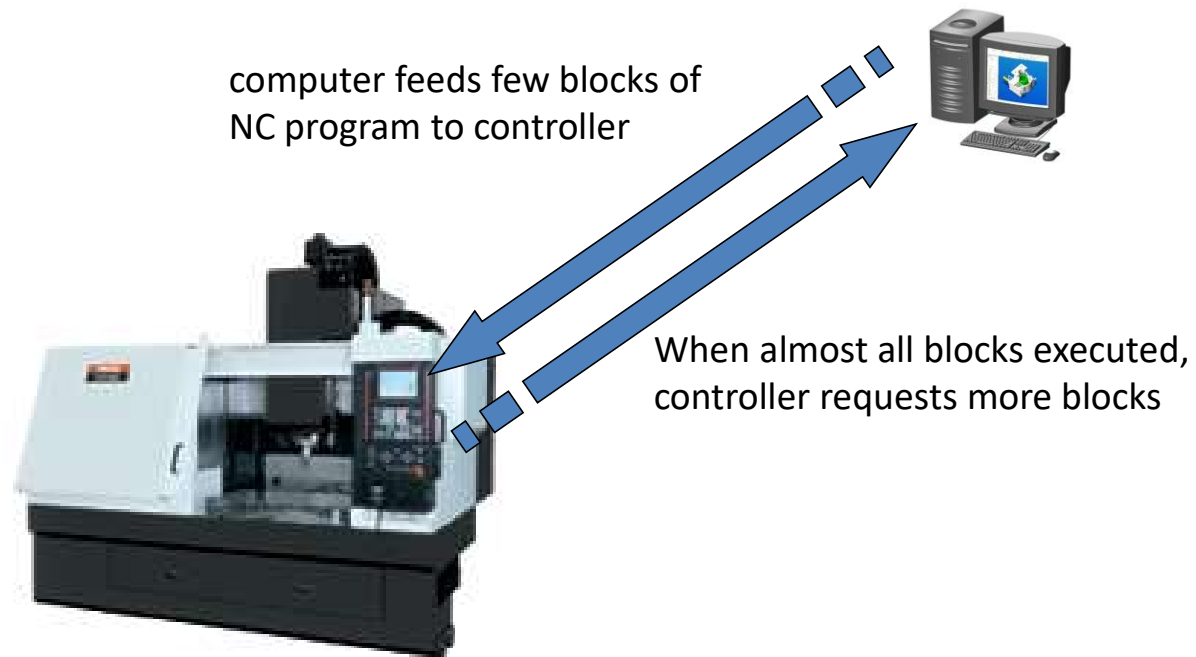 computer feeds few blocks of
NC program to controller
When almost all blocks executed,
controller requests more blocks